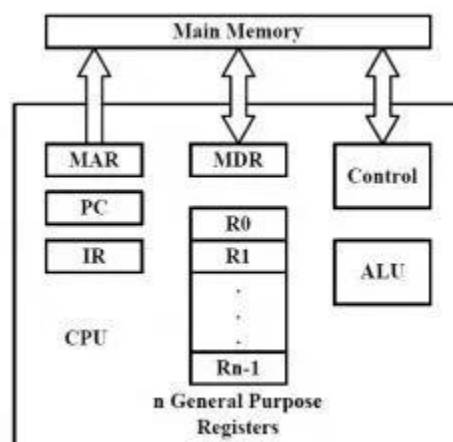 Main Memory
MAR
MDR
Control
PC
R0
IR
R1
ALU
.
.
.
CPU
Rn-1
n General Purpose
Registers